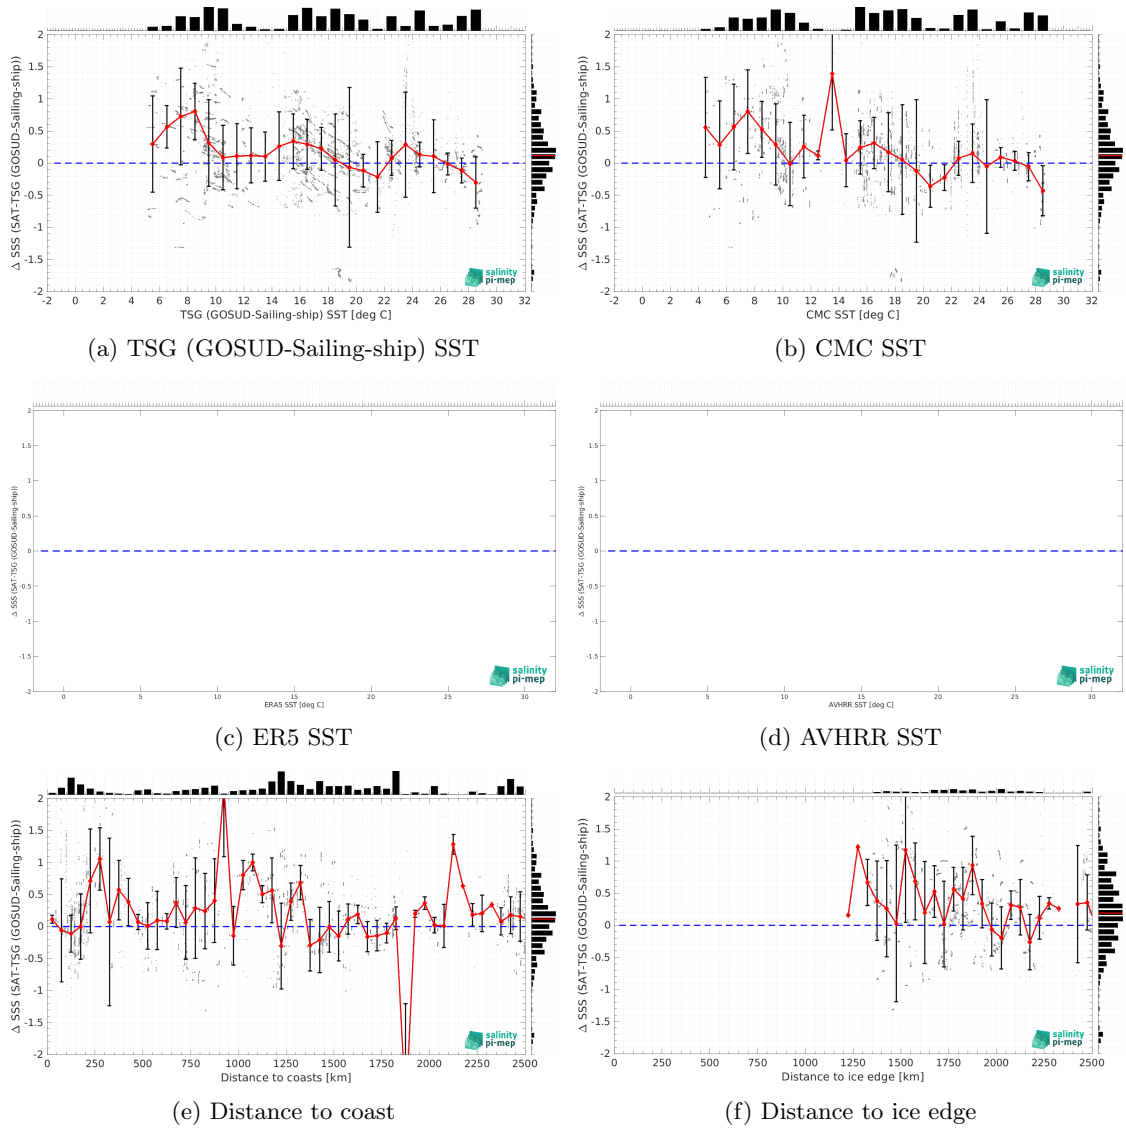 2
1.5
1
0.5
0
-0.5
-1
-1.5
-2
Δ SSS (SAT-TSG (GOSUD-Sailing-ship))
-2 0 2 4 6 8 10 12 14 16 18 20 22 24 26 28 30 32
TSG (GOSUD-Sailing-ship) SST [deg C]
salinity
pi-mep
(a) TSG (GOSUD-Sailing-ship) SST
2
1.5
1
0.5
0
-0.5
-1
-1.5
-2
Δ SSS (SAT-TSG (GOSUD-Sailing-ship))
-2 0 2 4 6 8 10 12 14 16 18 20 22 24 26 28 30 32
CMC SST [deg C]
salinity
pi-mep
(b) CMC SST
2
1.5
1
0.5
0
-0.5
-1
-1.5
-2
Δ SSS (SAT-TSG (GOSUD-Sailing-ship))
0 5 10 15 20 25 30
ERA5 SST [deg C]
salinity
pi-mep
(c) ER5 SST
2
1.5
1
0.5
0
-0.5
-1
-1.5
-2
Δ SSS (SAT-TSG (GOSUD-Sailing-ship))
0 5 10 15 20 25 30
AVHRR SST [deg C]
salinity
pi-mep
(d) AVHRR SST
2
1.5
1
0.5
0
-0.5
-1
-1.5
-2
Δ SSS (SAT-TSG (GOSUD-Sailing-ship))
0 250 500 750 1000 1250 1500 1750 2000 2250 2500
Distance to coasts [km]
salinity
pi-mep
(e) Distance to coast
2
1.5
1
0.5
0
-0.5
-1
-1.5
-2
Δ SSS (SAT-TSG (GOSUD-Sailing-ship))
0 250 500 750 1000 1250 1500 1750 2000 2250 2500
Distance to ice edge [km]
salinity
pi-mep
(f) Distance to ice edge